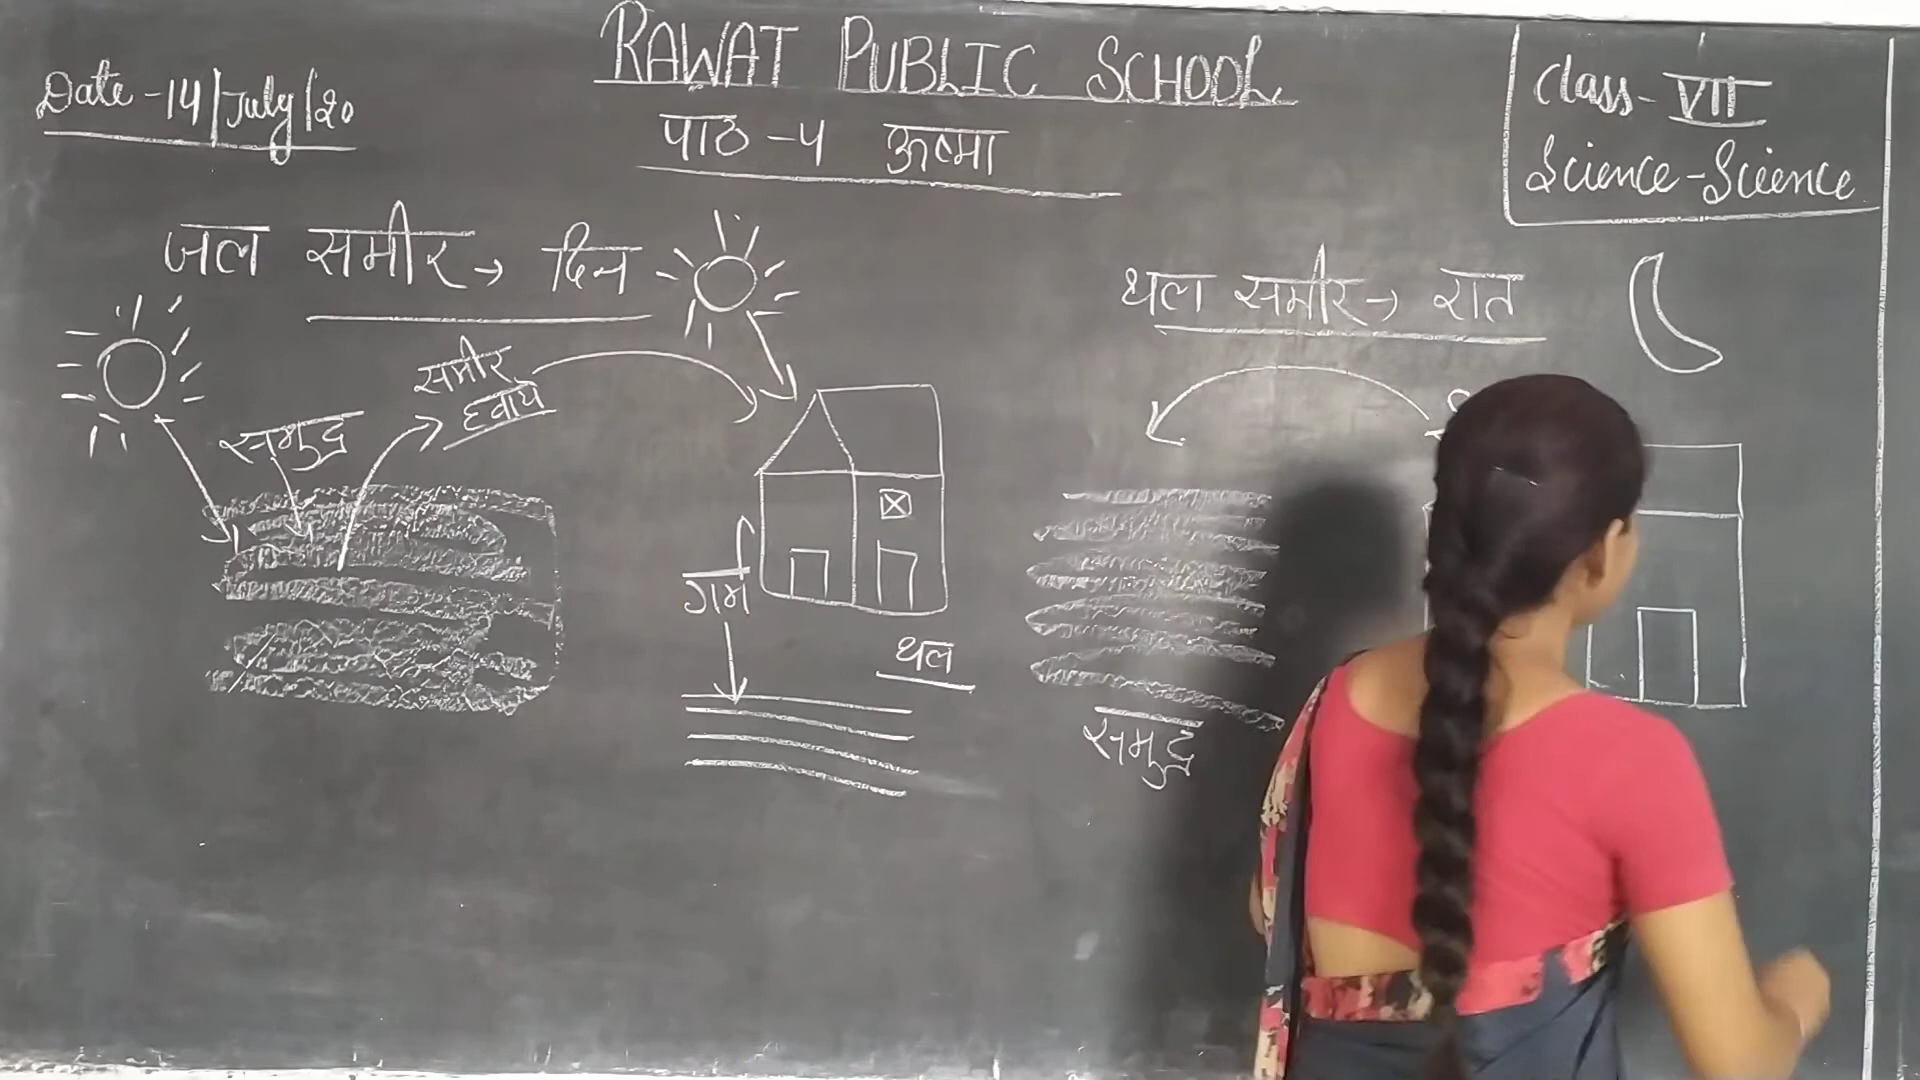 RAWAT PUBLIC SCHOOL
Date - 14/July/20
पाठ - 4 ऊष्मा
Class - VII
Science - Science
जल समीर → दिन
थल समीर → रात
समीर
समुद्र
गर्म
थल
समुद्र